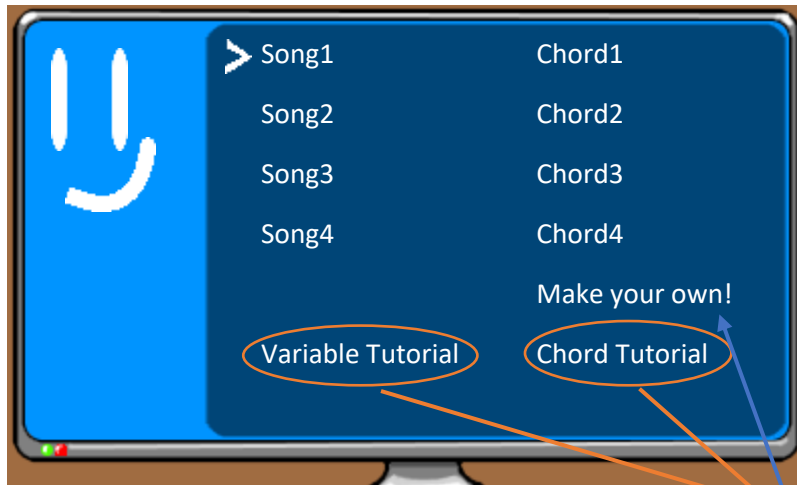 Song1 Chord1
Song2 Chord2
Song3 Chord3
Song4 Chord4
Make your own!
Variable Tutorial Chord Tutorial